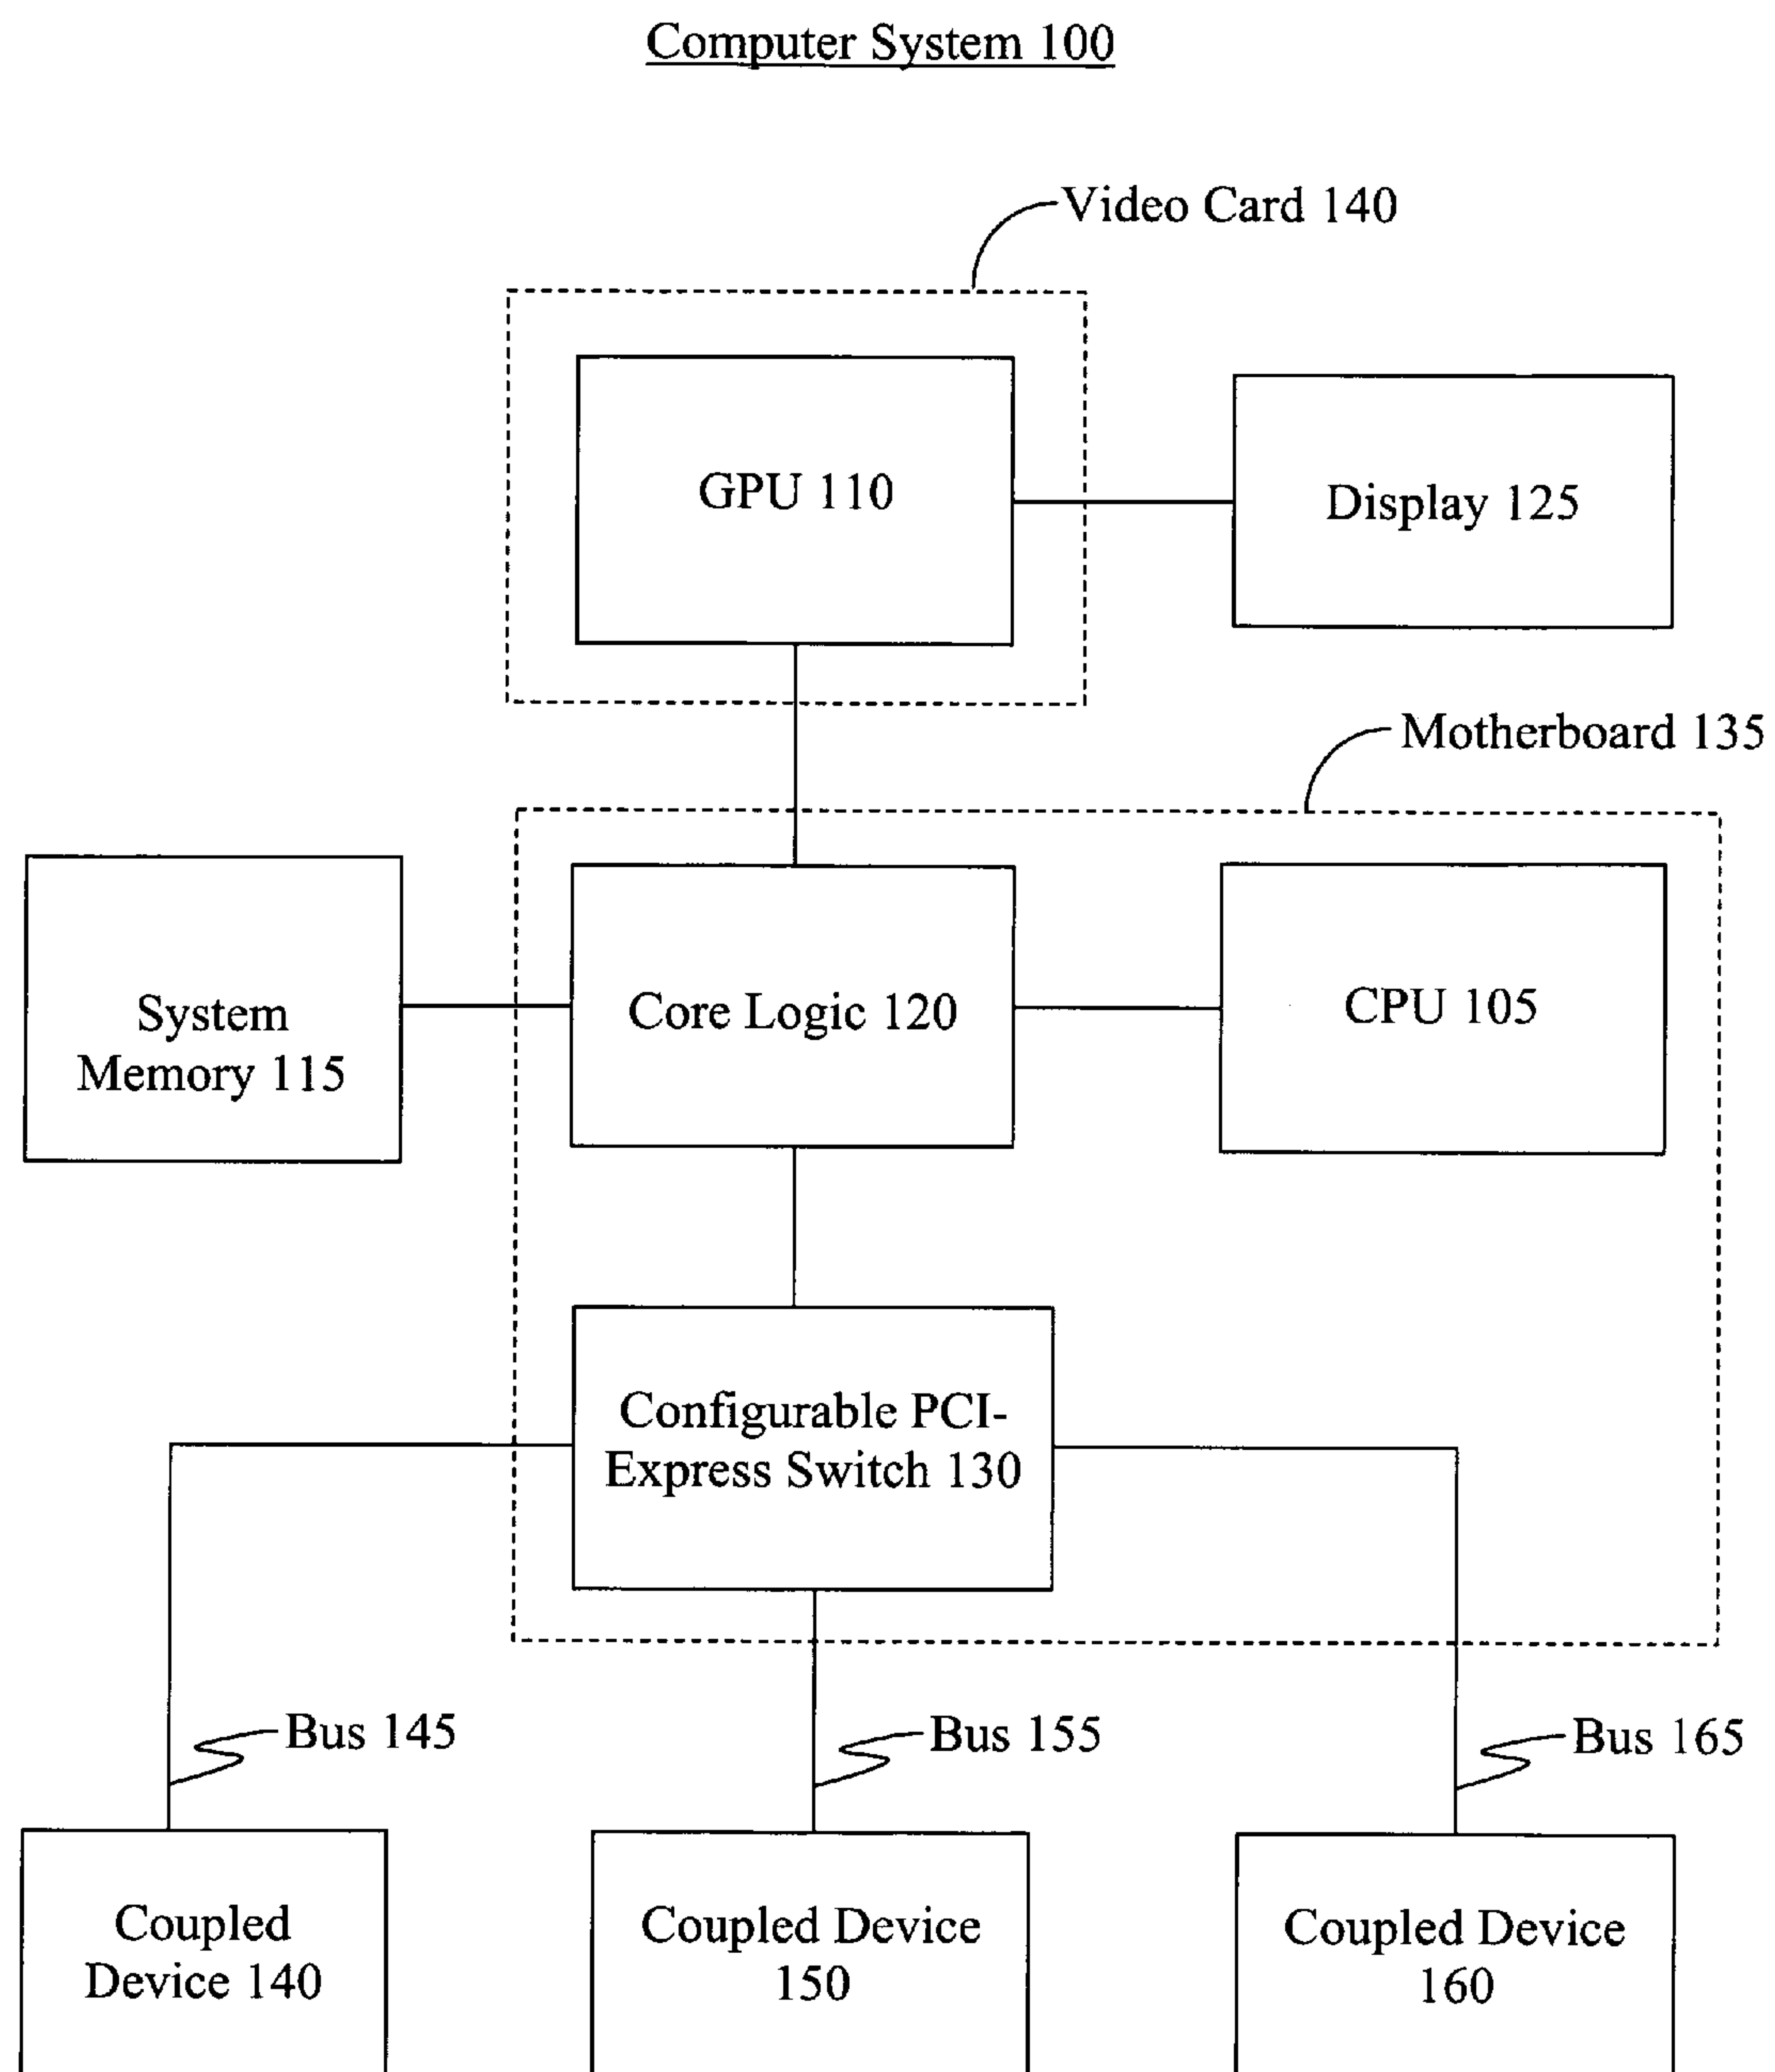 Computer System 100
Video Card 140
GPU 110
Display 125
Motherboard 135
System
Memory 115
Core Logic 120
CPU 105
Configurable PCI-
Express Switch 130
Bus 145
Bus 155
Bus 165
Coupled
Device 140
Coupled Device
150
Coupled Device
160